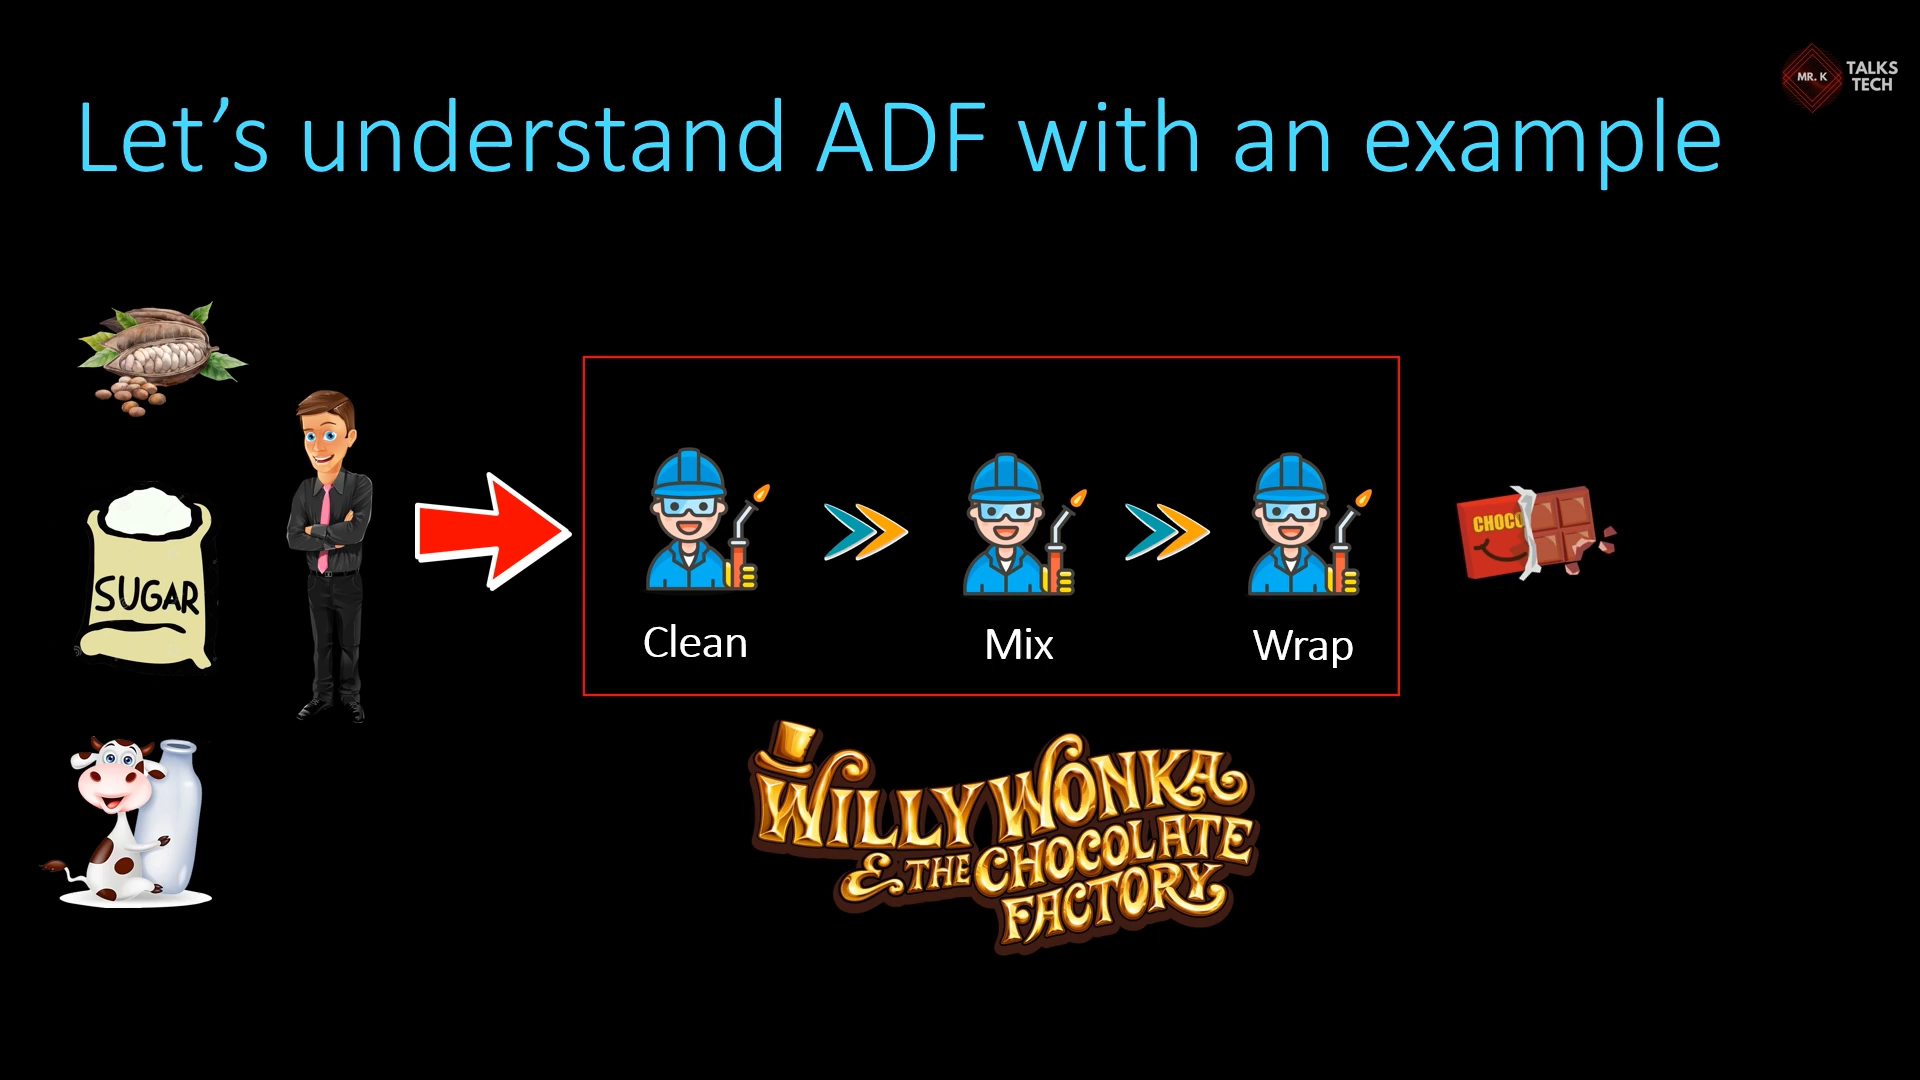 MR. K
TALKS
TECH
Let’s understand ADF with an example
SUGAR
CHOCO
Clean
Mix
Wrap
WILLY WONKA
& THE CHOCOLATE
FACTORY